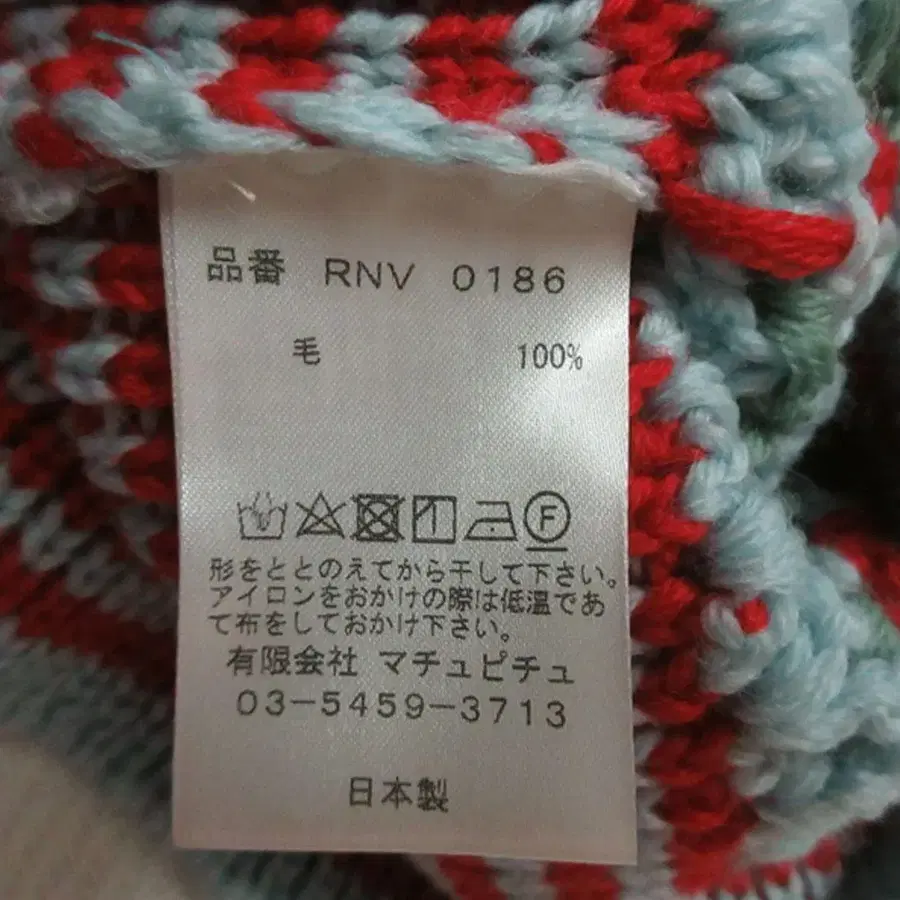 品番 RNV 0186
毛 100%
F
形をととのえてから干して下さい。
アイロンをおかけの際は低温であ
て布をしておかけ下さい。
有限会社 マチュピチュ
03-5459-3713
日本製